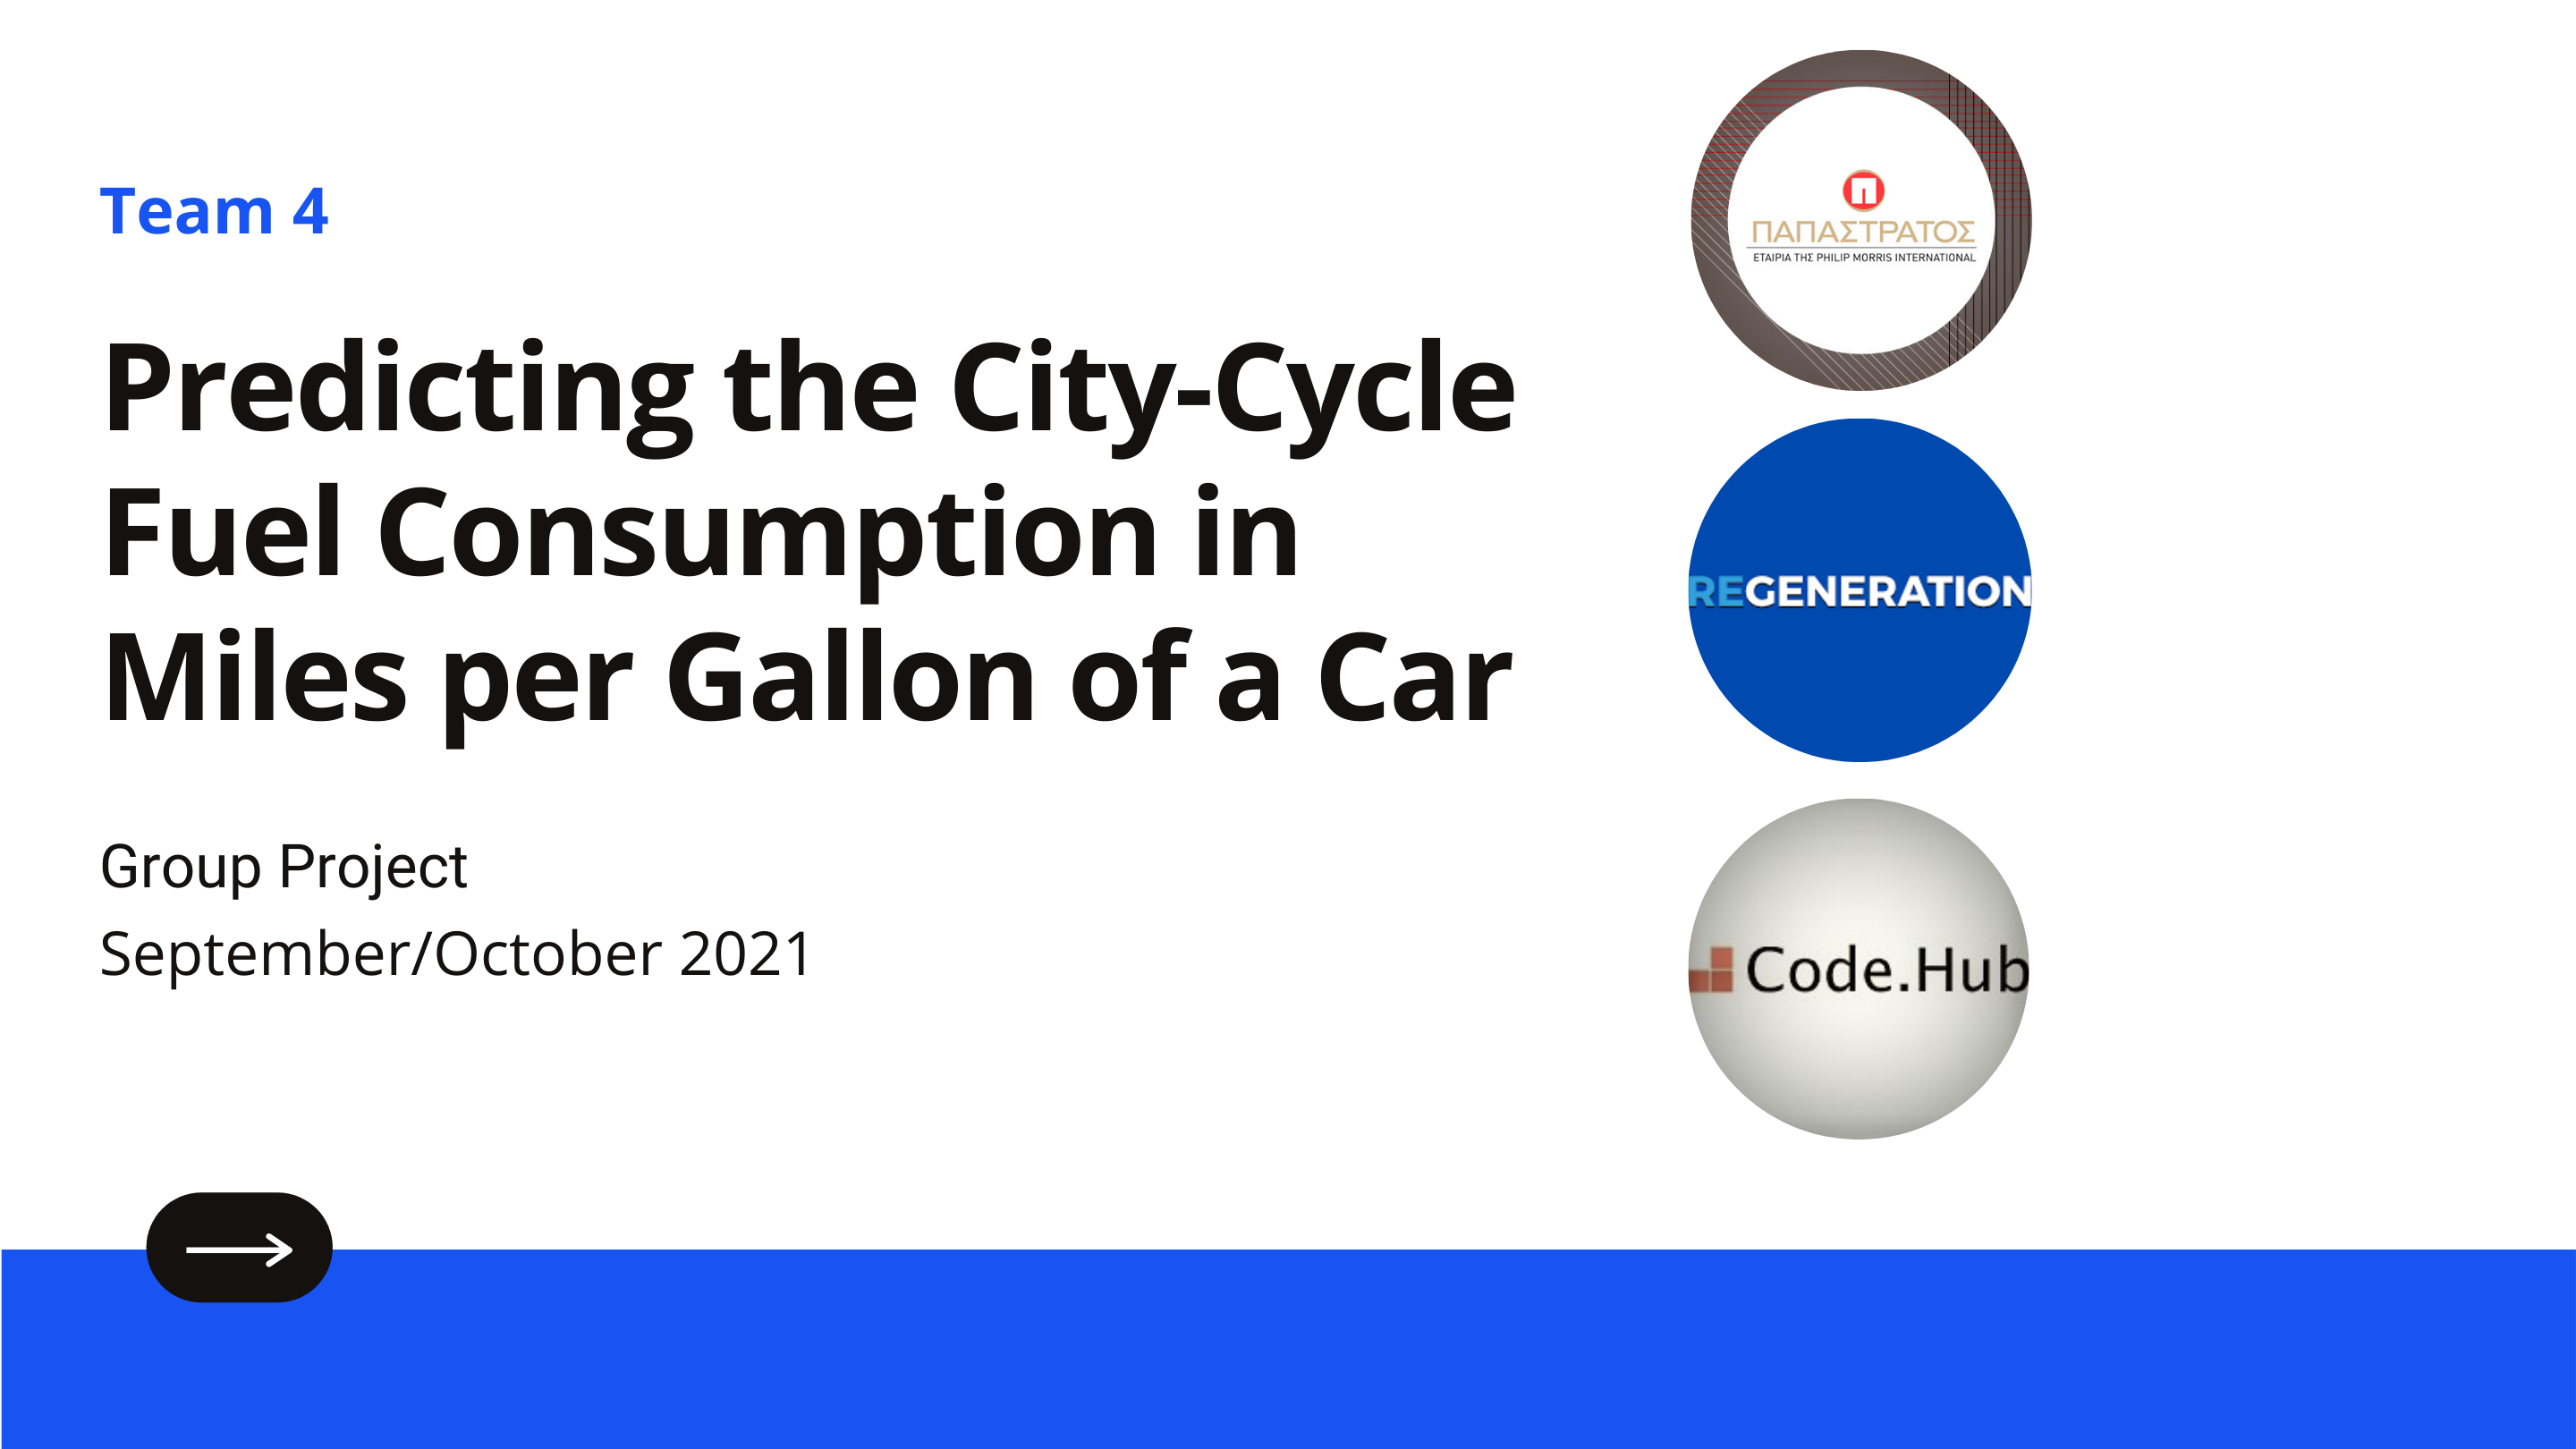 Team 4
Predicting the City-Cycle
Fuel Consumption in
Miles per Gallon of a Car
Group Project
September/October 2021
ΠΑΠΑΣΤΡΑΤΟΣ
ΕΤΑΙΡΙΑ ΤΗΣ PHILIP MORRIS INTERNATIONAL
REGENERATION
Code.Hub